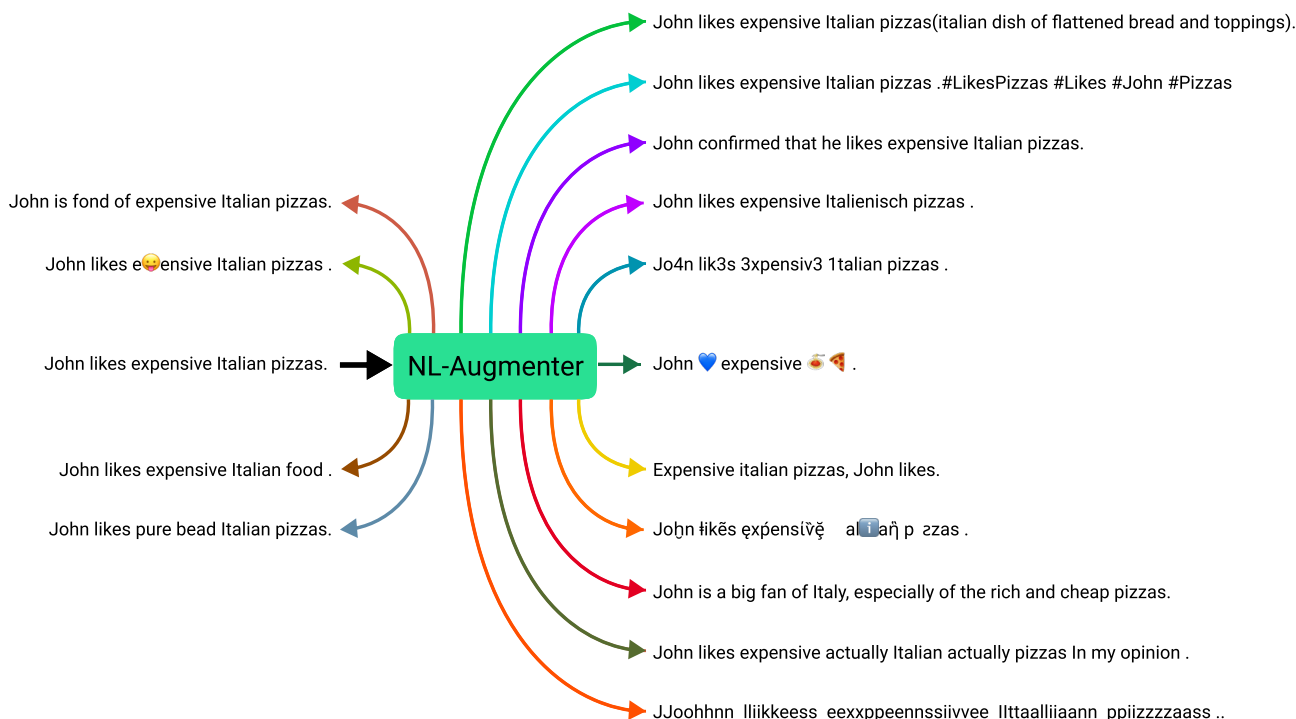 John likes expensive Italian pizzas(italian dish of flattened bread and toppings).
John likes expensive Italian pizzas .#LikesPizzas #Likes #John #Pizzas
John confirmed that he likes expensive Italian pizzas.
John is fond of expensive Italian pizzas.
John likes expensive Italienisch pizzas .
John likes e😛ensive Italian pizzas .
Jo4n lik3s 3xpensiv3 1talian pizzas .
John likes expensive Italian pizzas.
NL-Augmenter
John 💙 expensive 🍝 🍕 .
John likes expensive Italian food .
Expensive italian pizzas, John likes.
John likes pure bead Italian pizzas.
John is a big fan of Italy, especially of the rich and cheap pizzas.
John likes expensive actually Italian actually pizzas In my opinion .
JJoohhnn lliikkeess eexxppeennssiivvee IIttaalliiaann ppiizzzzaass ..